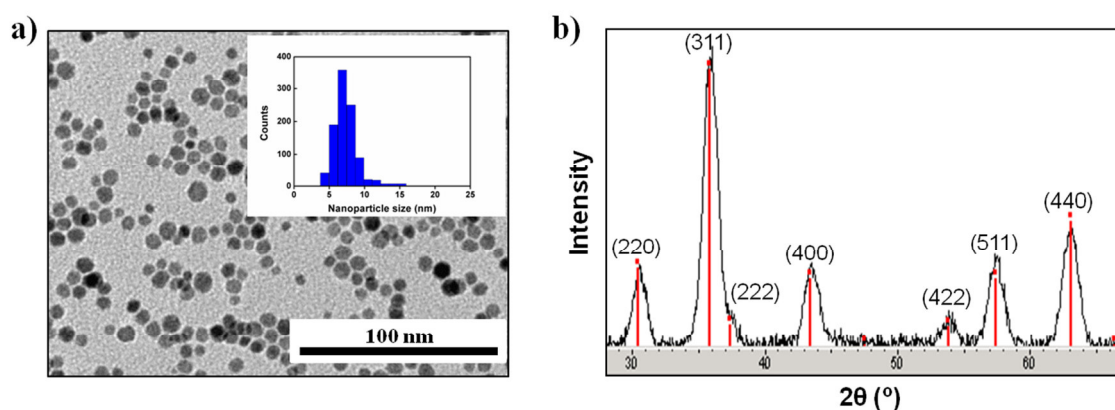 a)
400
300
200
100
0
Counts
0 5 10 15 20 25
Nanoparticle size (nm)
100 nm
b)
(311)
(440)
(220)
(400)
(511)
(222)
(422)
Intensity
30 40 50 60
2θ (º)